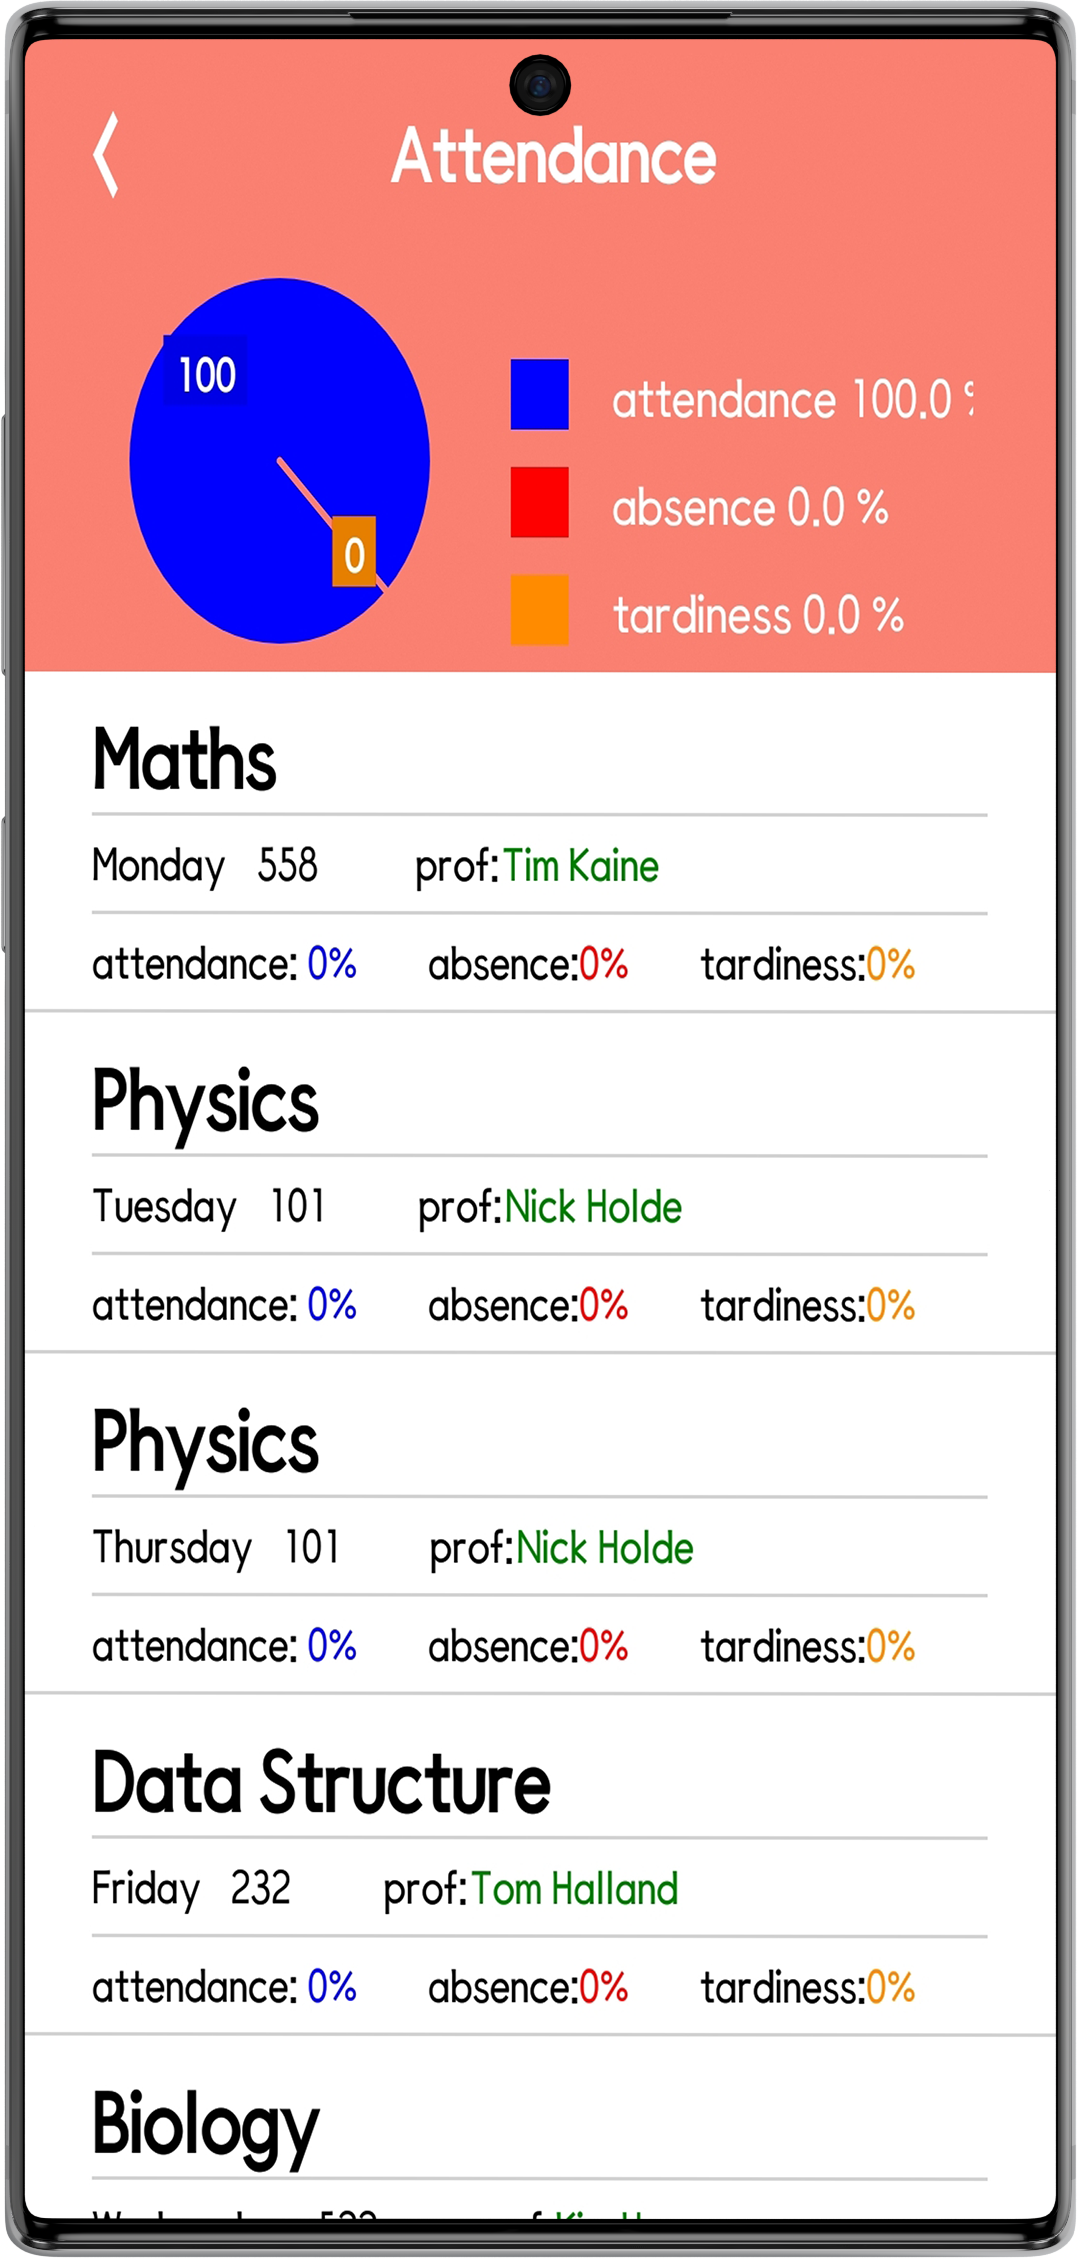 Attendance
100
0
attendance 100.0
absence 0.0 %
tardiness 0.0 %
Maths
Monday 558 prof:Tim Kaine
attendance: 0% absence:0% tardiness:0%
Physics
Tuesday 101 prof:Nick Holde
attendance: 0% absence:0% tardiness:0%
Physics
Thursday 101 prof:Nick Holde
attendance: 0% absence:0% tardiness:0%
Data Structure
Friday 232 prof:Tom Halland
attendance: 0% absence:0% tardiness:0%
Biology